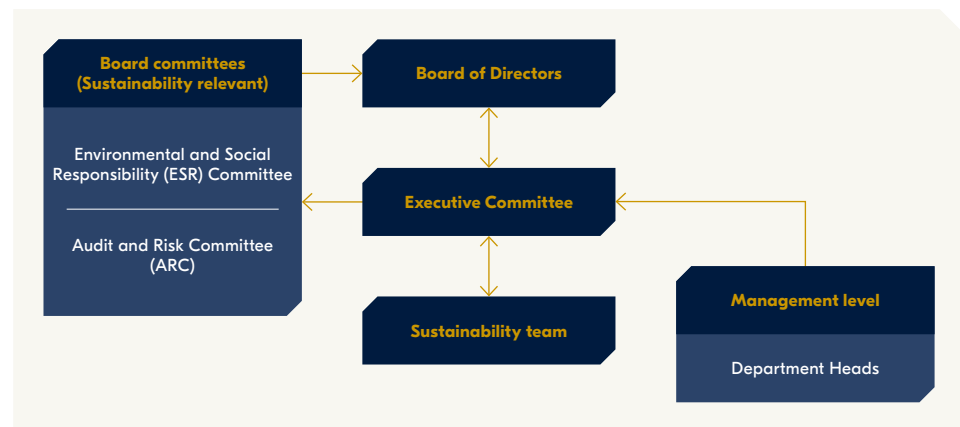 Board committees
(Sustainability relevant)
Environmental and Social
Responsibility (ESR) Committee
Audit and Risk Committee
(ARC)
Board of Directors
Executive Committee
Sustainability team
Management level
Department Heads